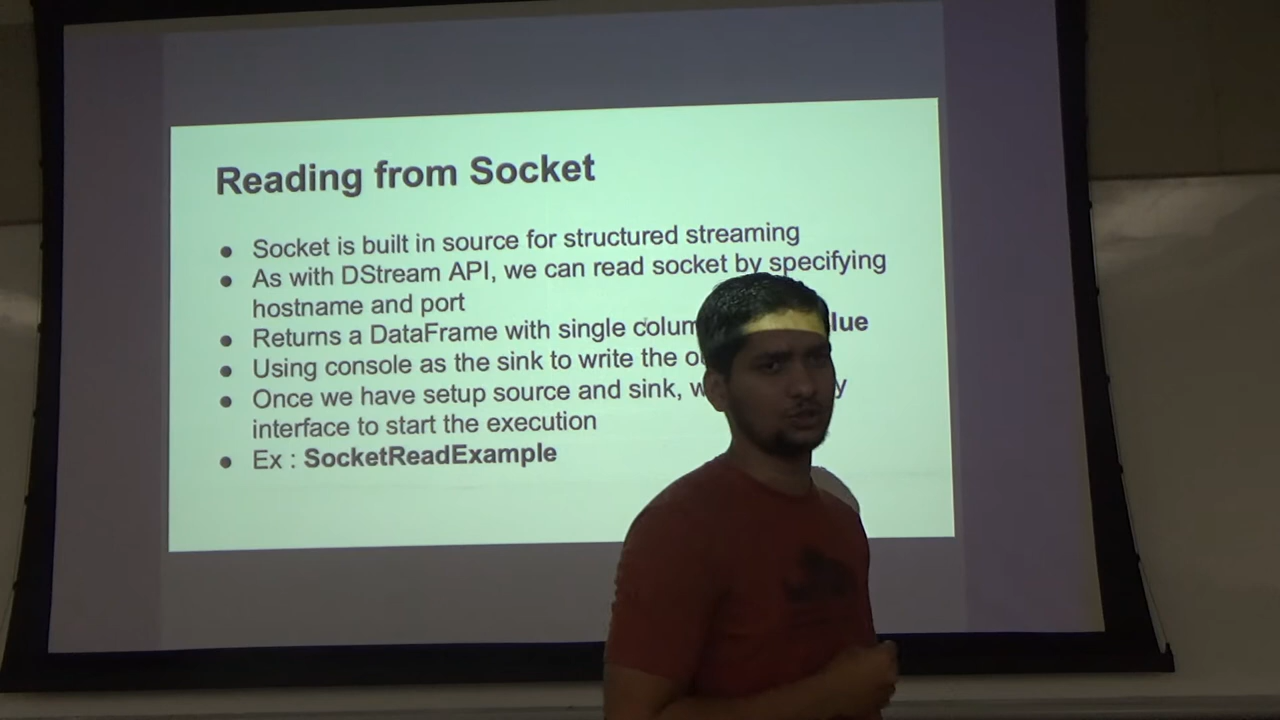 Reading from Socket
● Socket is built in source for structured streaming
● As with DStream API, we can read socket by specifying
hostname and port
● Returns a DataFrame with single
● Using console as the sink to write the
● Once we have setup source and sink,
interface to start the execution
● Ex : SocketReadExample